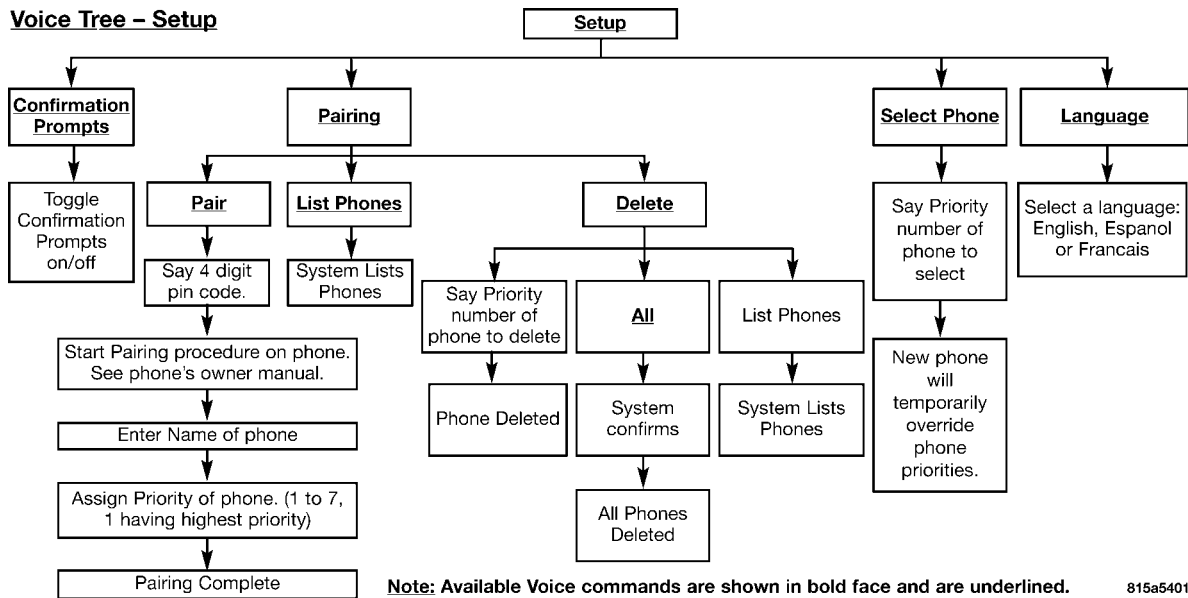 Voice Tree – Setup
Setup
Confirmation
Prompts
Pairing
Select Phone
Language
Toggle
Confirmation
Prompts
on/off
Pair
List Phones
Delete
Say Priority
number of
phone to
select
Select a language:
English, Espanol
or Francais
Say 4 digit
pin code.
System Lists
Phones
Say Priority
number of
phone to delete
All
List Phones
Start Pairing procedure on phone.
See phone's owner manual.
New phone
will
temporarily
override
phone
priorities.
Phone Deleted
System
confirms
System Lists
Phones
Enter Name of phone
Assign Priority of phone. (1 to 7,
1 having highest priority)
All Phones
Deleted
Pairing Complete
Note: Available Voice commands are shown in bold face and are underlined.
815a5401